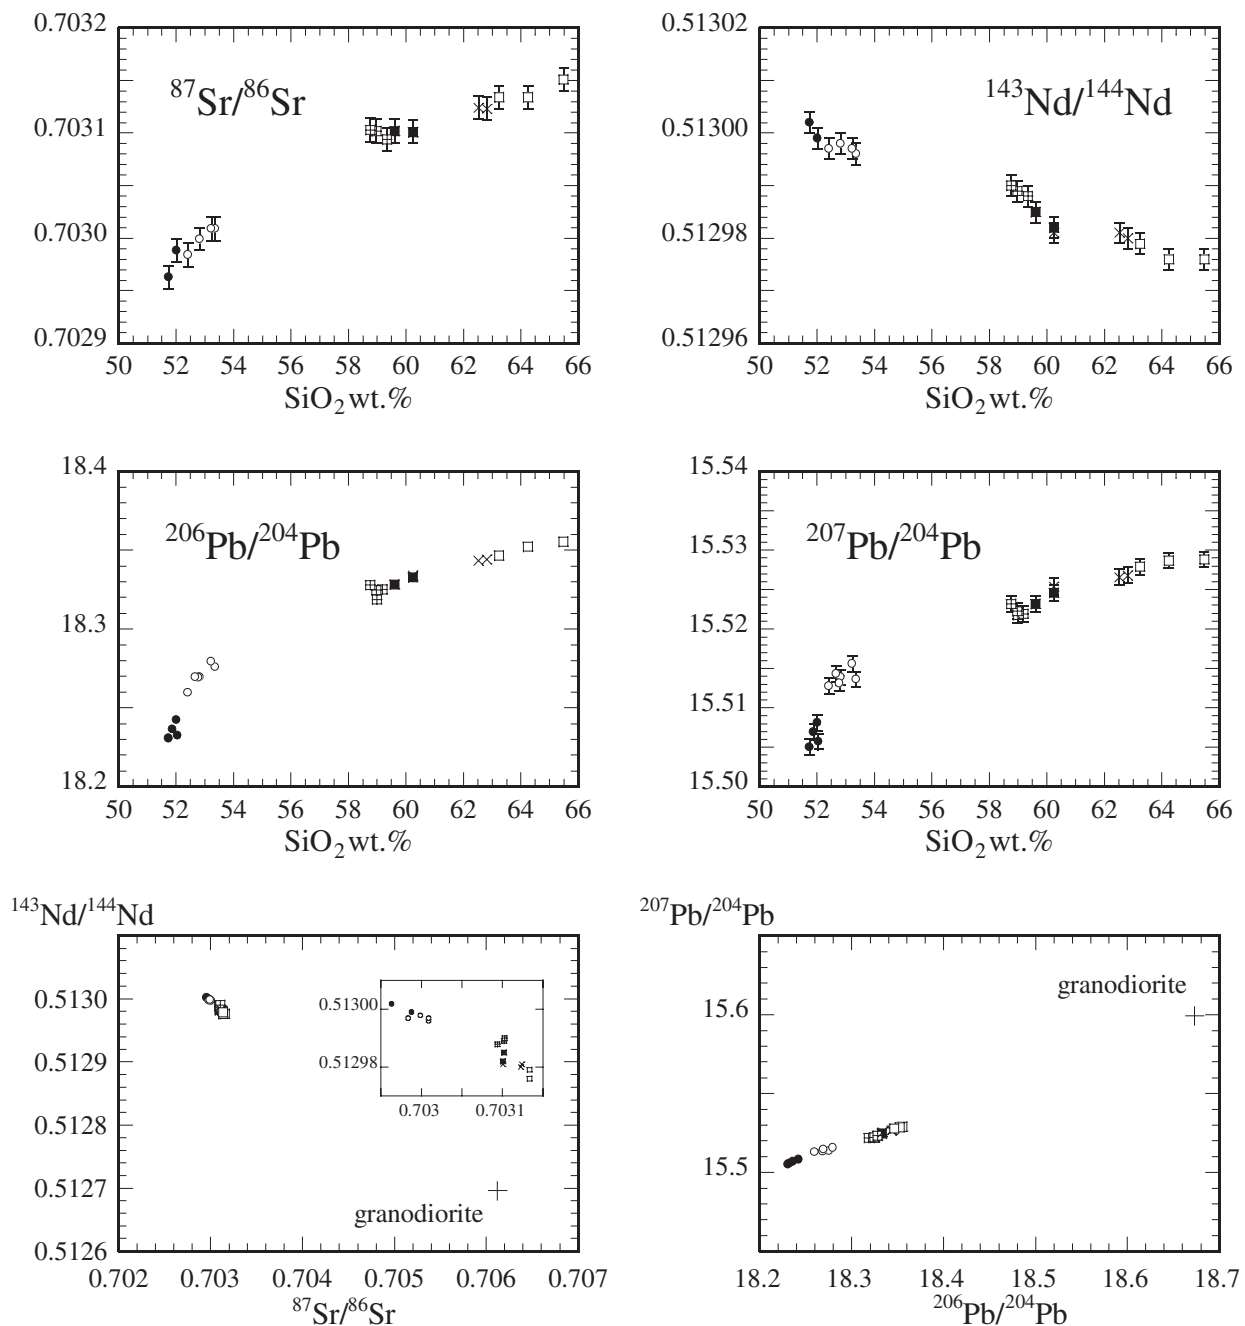 0.7032
0.7031
0.7030
0.7029
⁸⁷Sr/⁸⁶Sr
50 52 54 56 58 60 62 64 66
SiO₂ wt.%
0.51302
0.51300
0.51298
0.51296
¹⁴³Nd/¹⁴⁴Nd
50 52 54 56 58 60 62 64 66
SiO₂ wt.%
18.4
18.3
18.2
²⁰⁶Pb/²⁰⁴Pb
50 52 54 56 58 60 62 64 66
SiO₂ wt.%
15.54
15.53
15.52
15.51
15.50
²⁰⁷Pb/²⁰⁴Pb
50 52 54 56 58 60 62 64 66
SiO₂ wt.%
¹⁴³Nd/¹⁴⁴Nd
0.5130
0.5129
0.5128
0.5127
0.5126
0.51300
0.51298
0.703 0.7031
granodiorite
0.702 0.703 0.704 0.705 0.706 0.707
⁸⁷Sr/⁸⁶Sr
²⁰⁷Pb/²⁰⁴Pb
granodiorite
15.6
15.5
18.2 18.3 18.4 18.5 18.6 18.7
²⁰⁶Pb/²⁰⁴Pb